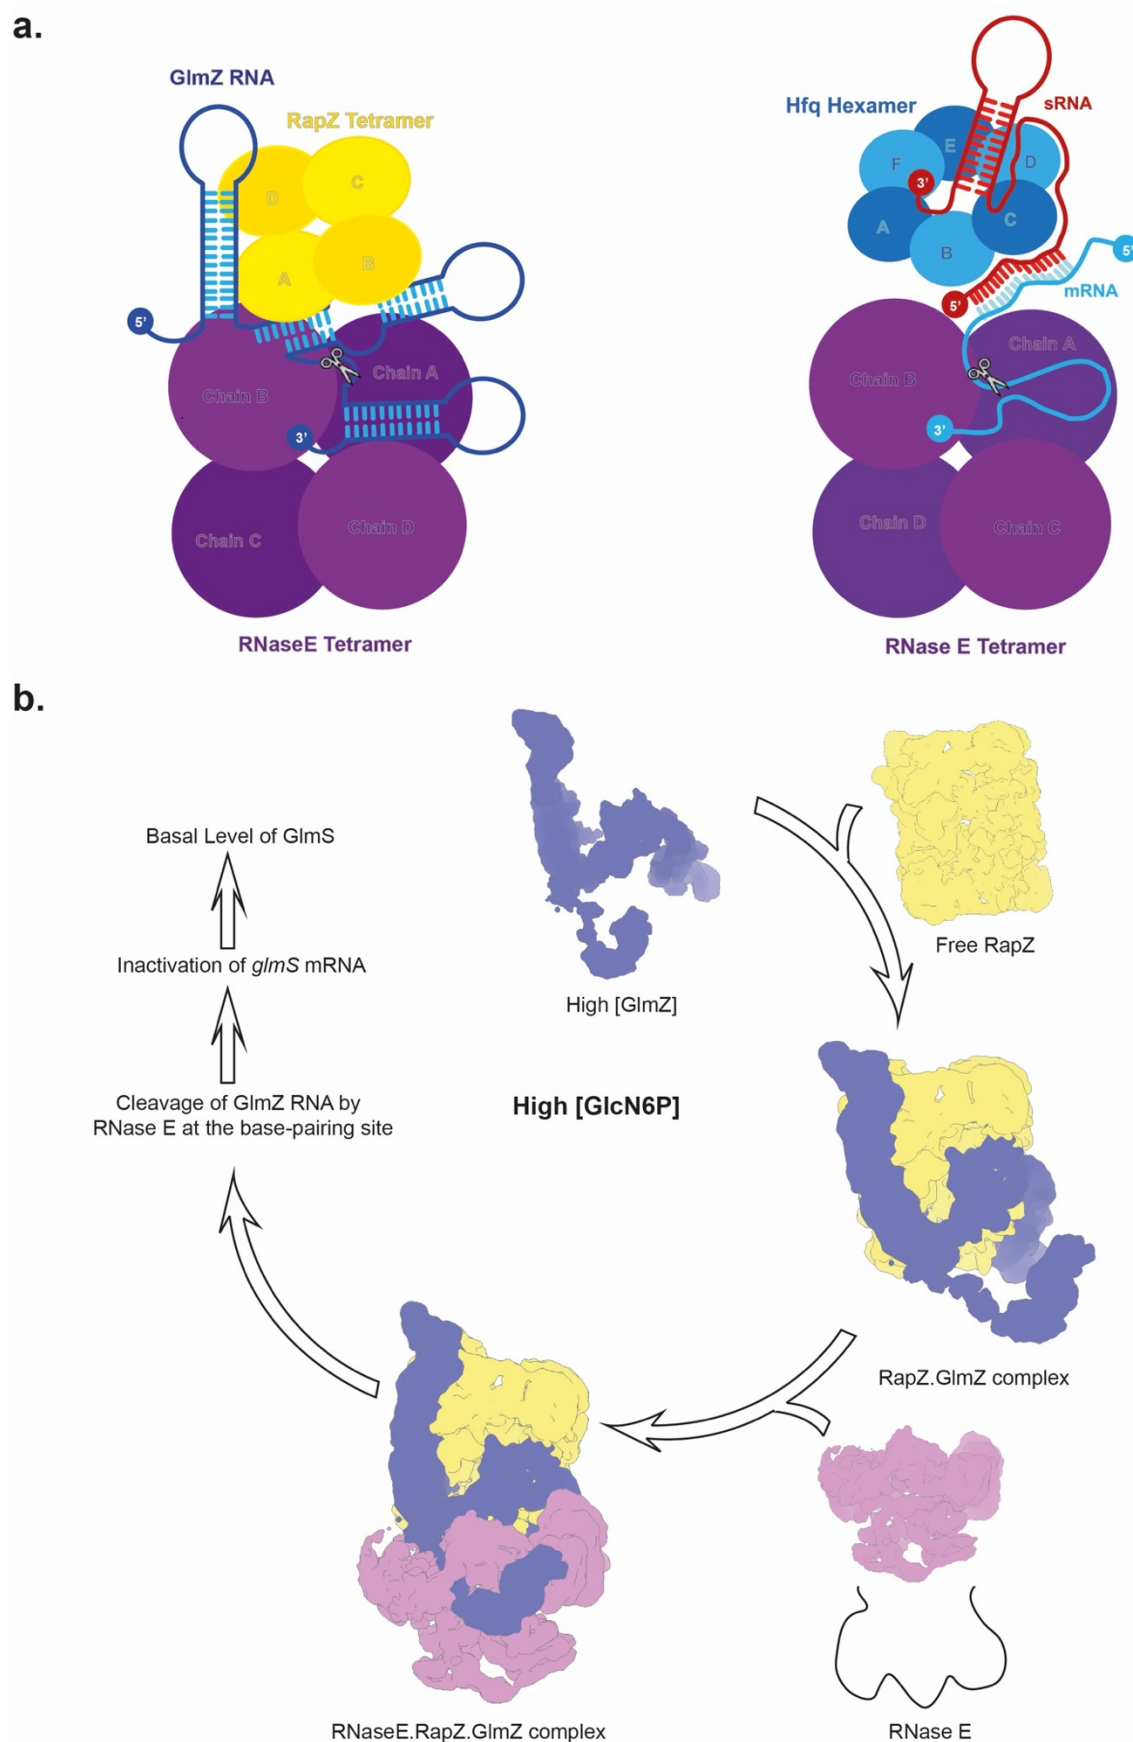 a.
GlmZ RNA
RapZ Tetramer
D
C
A
B
5'
Chain B
Chain A
3'
Chain C
Chain D
RNaseE Tetramer
Hfq Hexamer
sRNA
E
F
D
3'
A
C
B
5'
mRNA
5'
Chain A
Chain B
3'
Chain D
Chain C
RNase E Tetramer
b.
Basal Level of GlmS
Inactivation of glmS mRNA
Cleavage of GlmZ RNA by
RNase E at the base-pairing site
High [GlmZ]
Free RapZ
High [GlcN6P]
RapZ.GlmZ complex
RNaseE.RapZ.GlmZ complex
RNase E